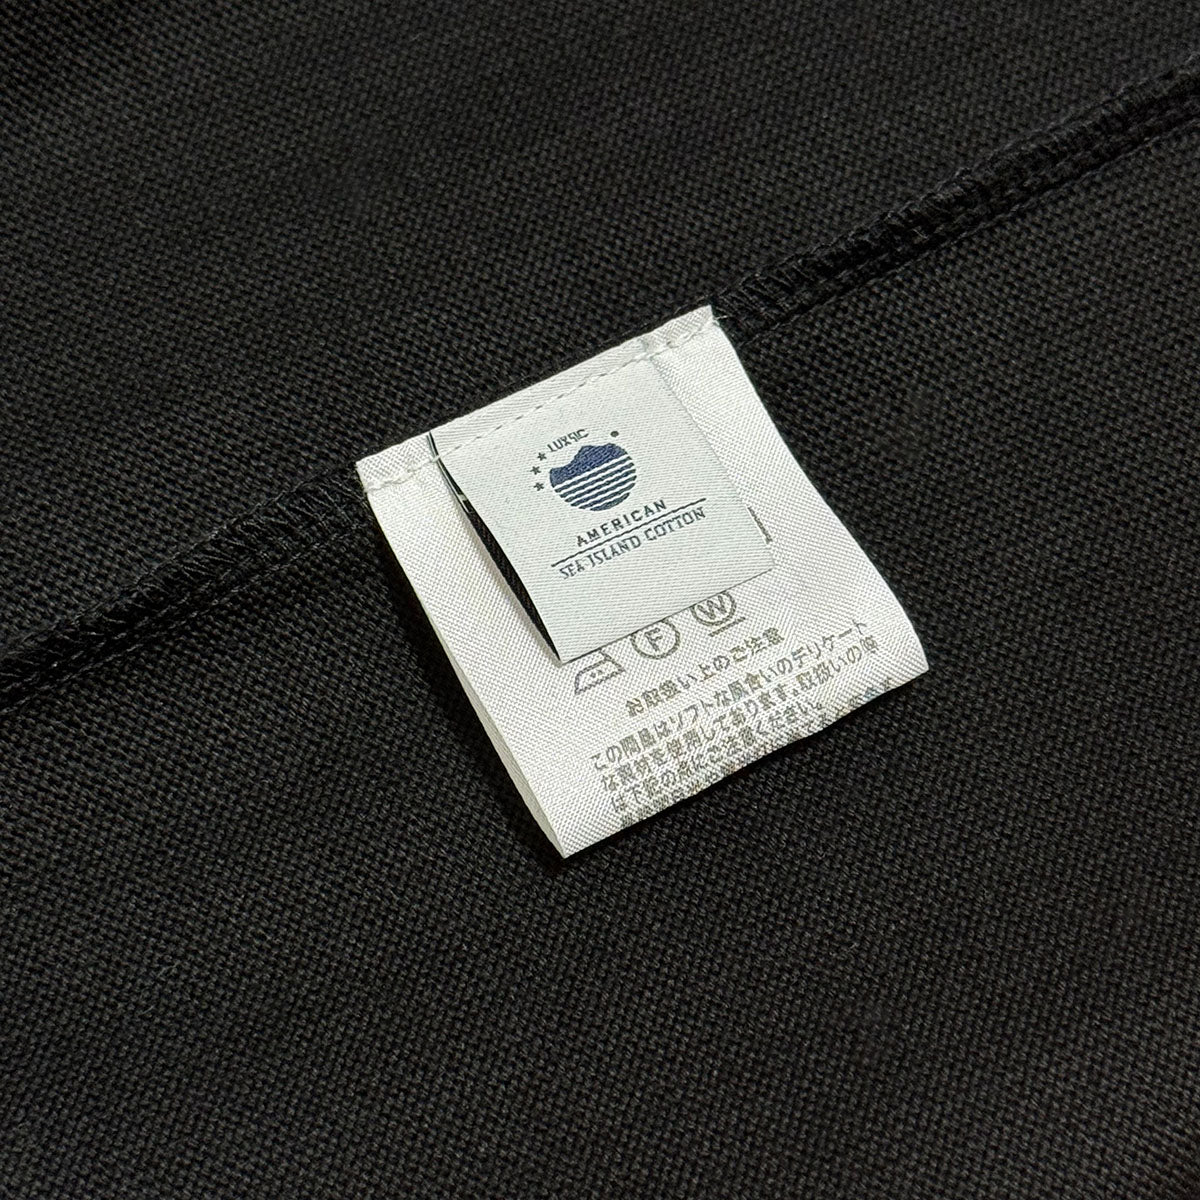 LUXIC
AMERICAN
SEA-ISLAND COTTON
F W
お取扱い上のご注意
この商品はソフトな風合いのデリケート
な素材を使用しております。取扱いの際
は下記の点にご注意ください。